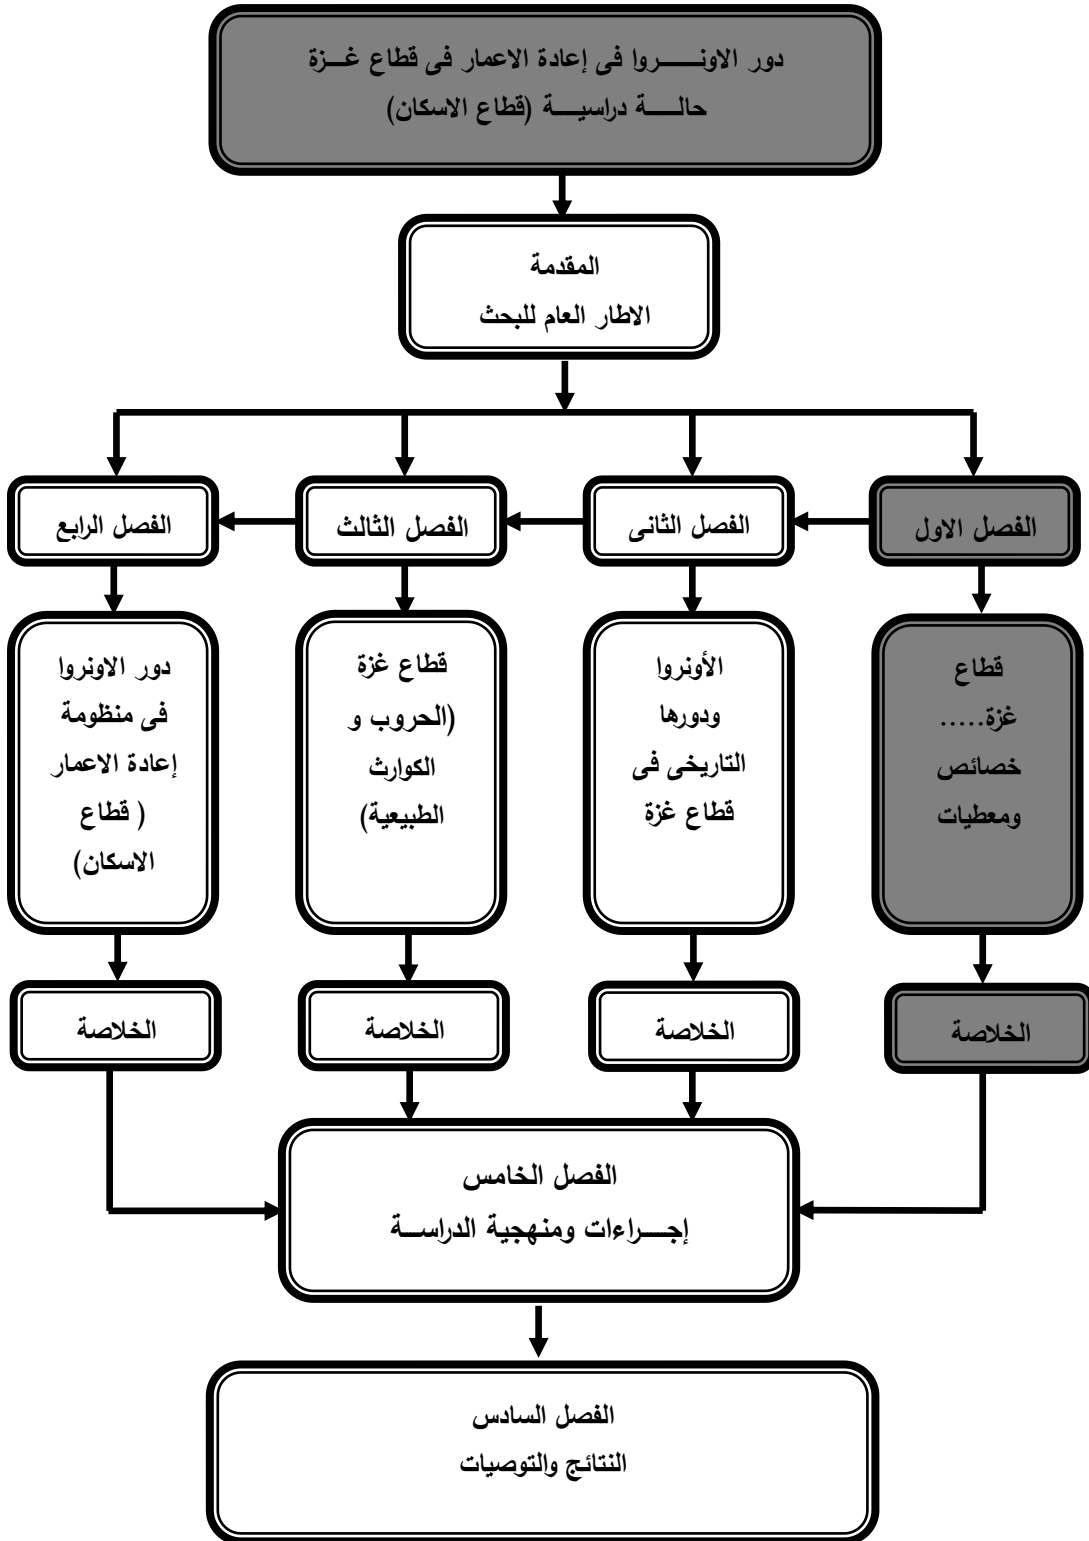 دور الاونـــــروا فى إعادة الاعمار فى قطاع غـــزة
حالـــــة دراسيـــــة (قطاع الاسكان)
المقدمة
الاطار العام للبحث
الفصل الاول
الفصل الثانى
الفصل الثالث
الفصل الرابع
قطاع
غزة.....
خصائص
ومعطيات
الأونروا
ودورها
التاريخى فى
قطاع غزة
قطاع غزة
(الحروب و
الكوارث
الطبيعية)
دور الاونروا
فى منظومة
إعادة الاعمار
( قطاع
الاسكان)
الخلاصة
الخلاصة
الخلاصة
الخلاصة
الفصل الخامس
إجــــراءات ومنهجية الدراســـة
الفصل السادس
النتائج والتوصيات